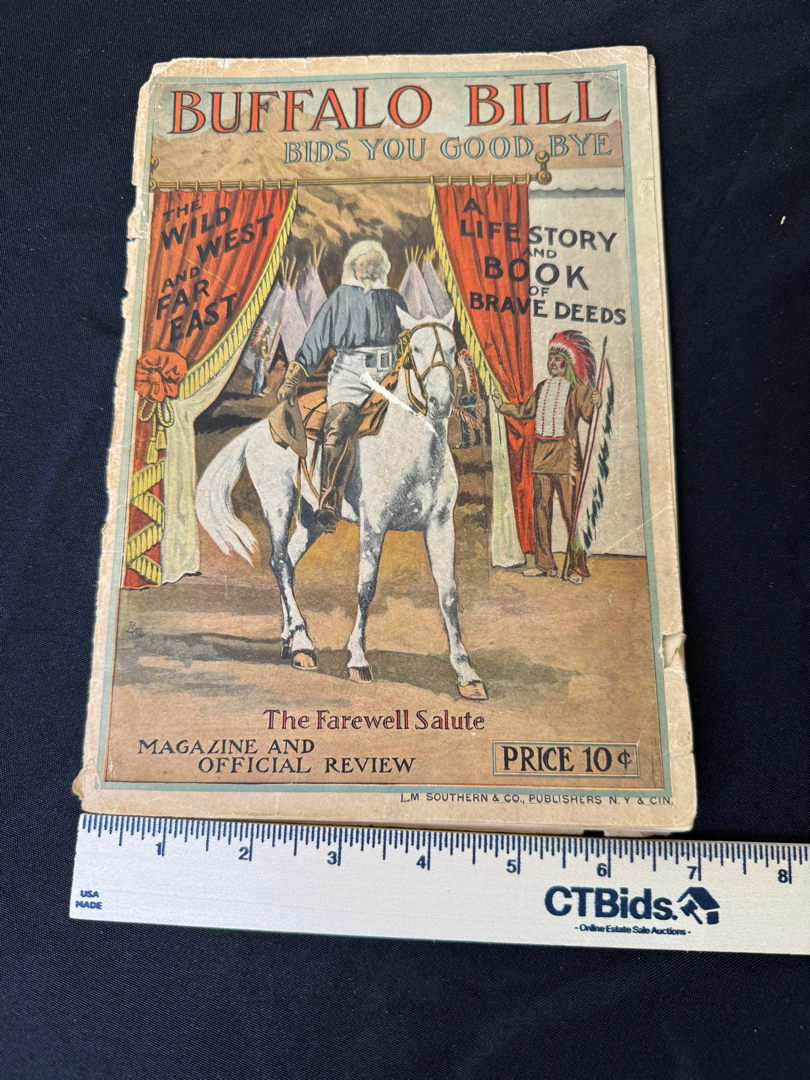 BUFFALO BILL
BIDS YOU GOOD BYE
THE
WILD
WEST
AND
FAR
EAST
A
LIFE STORY
AND
BOOK
OF
BRAVE DEEDS
The Farewell Salute
MAGAZINE AND
OFFICIAL REVIEW
PRICE 10¢
L.M. SOUTHERN & CO., PUBLISHERS N.Y. & CIN.
1 2 3 4 5 6 7 8
USA
MADE
CTBids.
- Online Estate Sale Auctions -